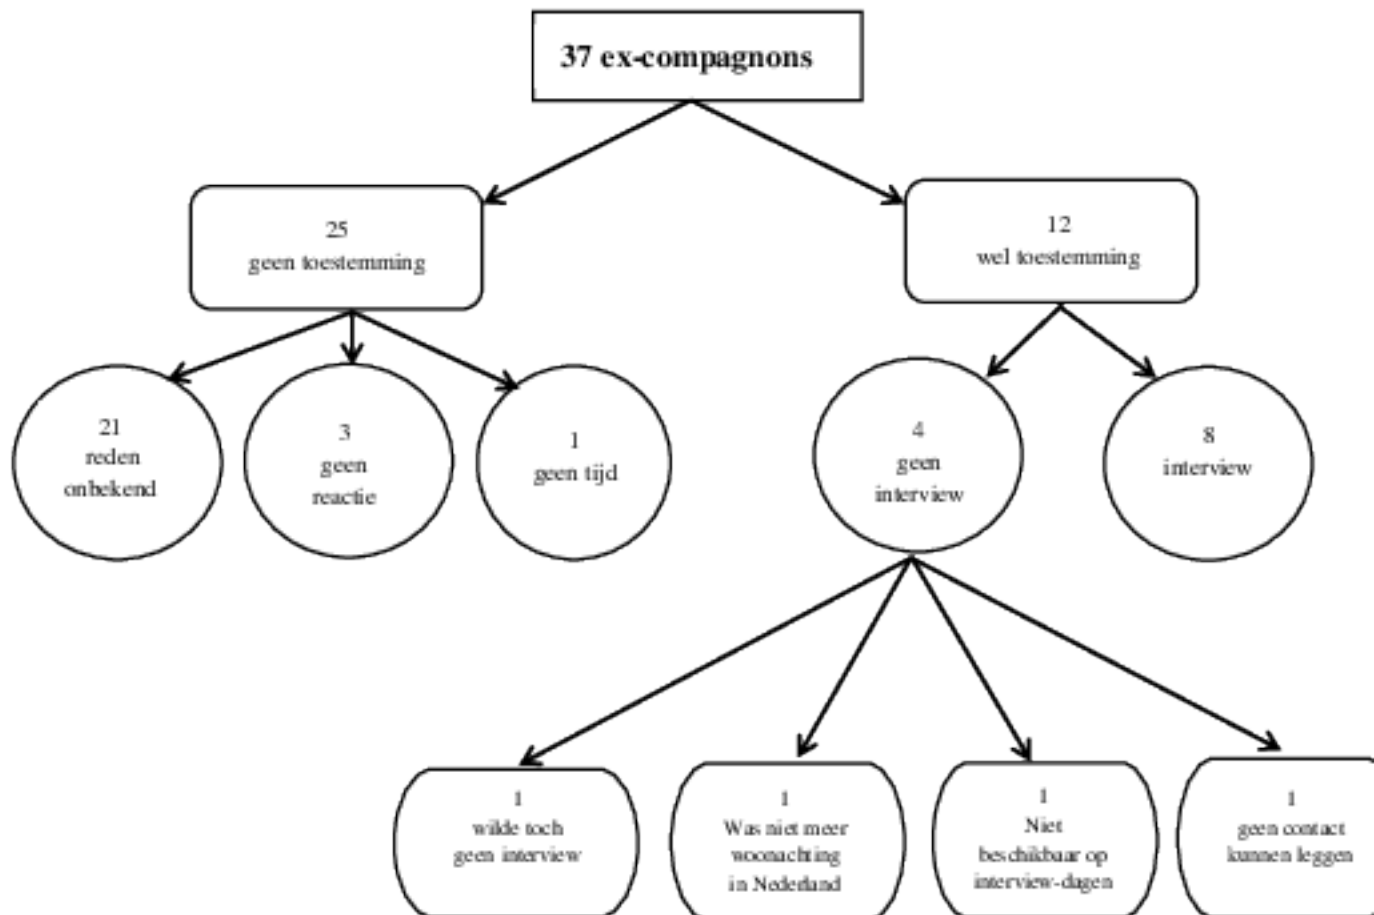 37 ex-compagnons
25
geen toestemming
12
wel toestemming
21
reden
onbekend
3
geen
reactie
1
geen tijd
4
geen
interview
8
interview
1
wilde toch
geen interview
1
Was niet meer
woonachting
in Nederland
1
Niet
beschikbaar op
interview-dagen
1
geen contact
kunnen leggen